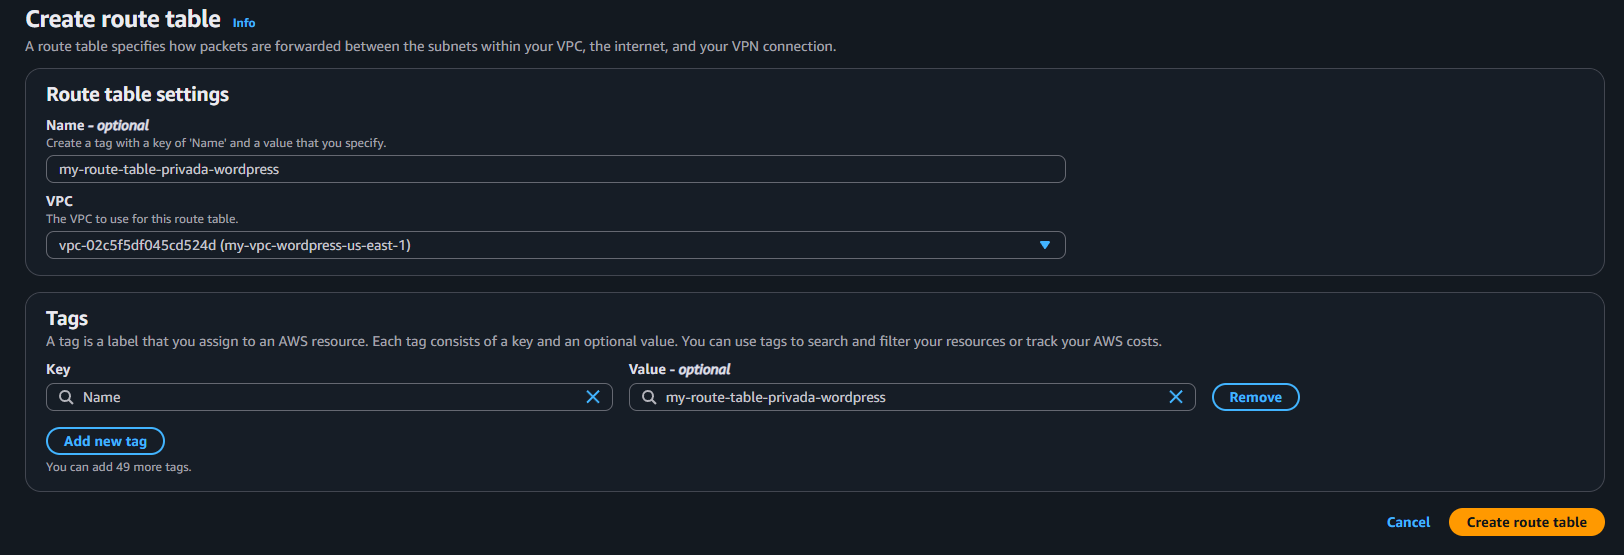 Create route table Info
A route table specifies how packets are forwarded between the subnets within your VPC, the internet, and your VPN connection.
Route table settings
Name - optional
Create a tag with a key of 'Name' and a value that you specify.
my-route-table-privada-wordpress
VPC
The VPC to use for this route table.
vpc-02c5f5df045cd524d (my-vpc-wordpress-us-east-1)
Tags
A tag is a label that you assign to an AWS resource. Each tag consists of a key and an optional value. You can use tags to search and filter your resources or track your AWS costs.
Key Value - optional
Name my-route-table-privada-wordpress Remove
Add new tag
You can add 49 more tags.
Cancel Create route table